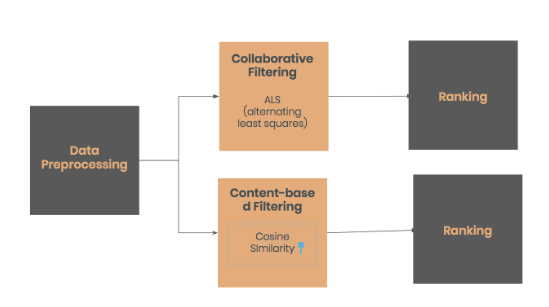 Data
Preprocessing
Collaborative
Filtering
ALS
(alternating
least squares)
Ranking
Content-base
d Filtering
Cosine
SImilarity
Ranking